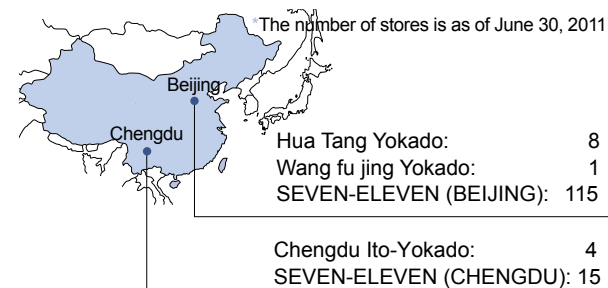 *The number of stores is as of June 30, 2011
Beijing
Chengdu
Hua Tang Yokado: 8
Wang fu jing Yokado: 1
SEVEN-ELEVEN (BEIJING): 115
Chengdu Ito-Yokado: 4
SEVEN-ELEVEN (CHENGDU): 15